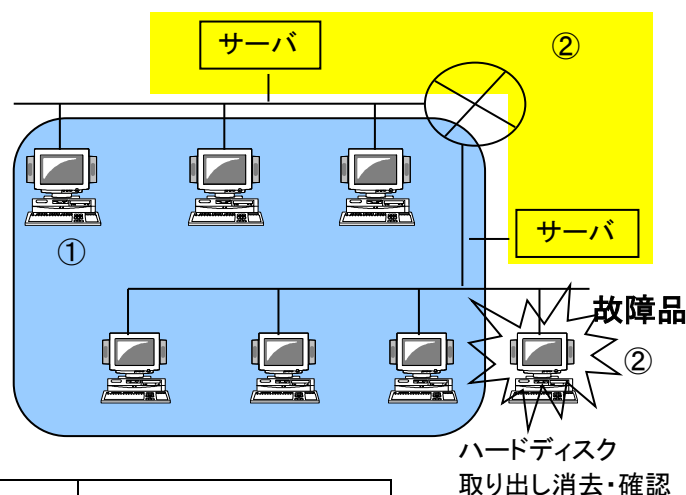 サーバ
②
サーバ
①
故障品
②
ハードディスク
取り出し消去・確認